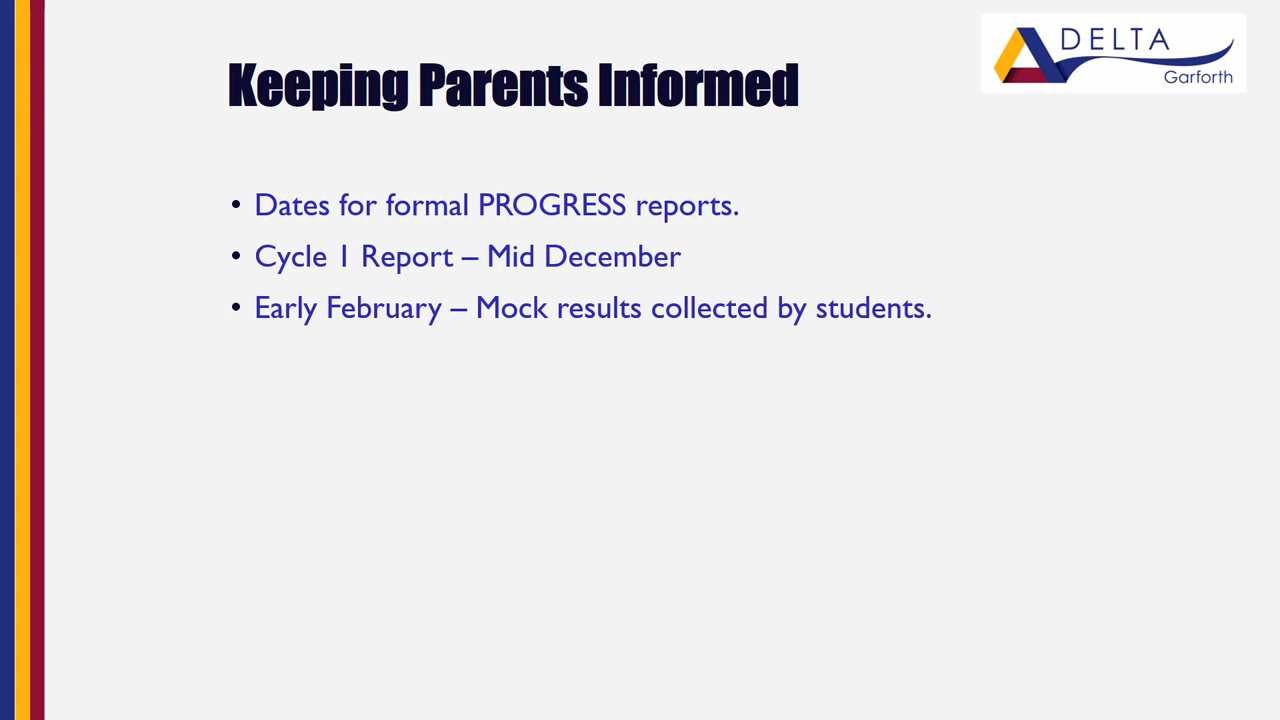 DELTA
Garforth
Keeping Parents Informed
• Dates for formal PROGRESS reports.
• Cycle 1 Report – Mid December
• Early February – Mock results collected by students.